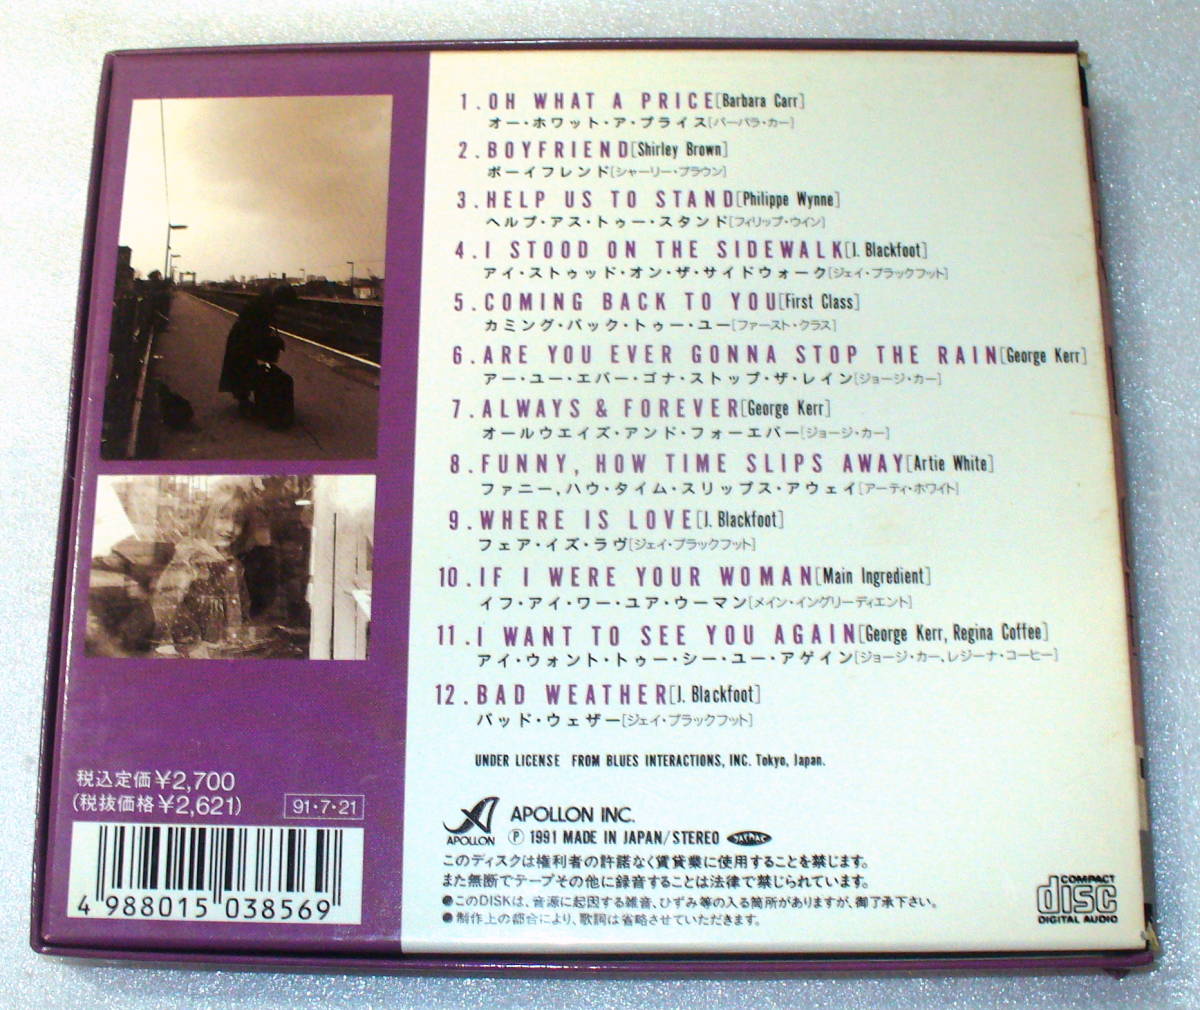 1. OH WHAT A PRICE[Barbara Carr]
オー・ホワット・ア・プライス[バーバラ・カー]
2. BOYFRIEND[Shirley Brown]
ボーイフレンド[シャーリー・ブラウン]
3. HELP US TO STAND[Philippe Wynne]
ヘルプ・アス・トゥー・スタンド[フィリップ・ウイン]
4. I STOOD ON THE SIDEWALK[J. Blackfoot]
アイ・ストゥッド・オン・ザ・サイドウォーク[ジェイ・ブラックフット]
5. COMING BACK TO YOU[First Class]
カミング・バック・トゥー・ユー[ファースト・クラス]
6. ARE YOU EVER GONNA STOP THE RAIN[George Kerr]
アー・ユー・エバー・ゴナ・ストップ・ザ・レイン[ジョージ・カー]
7. ALWAYS & FOREVER[George Kerr]
オールウエイズ・アンド・フォーエバー[ジョージ・カー]
8. FUNNY, HOW TIME SLIPS AWAY[Artie White]
ファニー、ハウ・タイム・スリップス・アウェイ[アーティ・ホワイト]
9. WHERE IS LOVE[J. Blackfoot]
フェア・イズ・ラヴ[ジェイ・ブラックフット]
10. IF I WERE YOUR WOMAN[Main Ingredient]
イフ・アイ・ワー・ユア・ウーマン[メイン・イングリーディエント]
11. I WANT TO SEE YOU AGAIN[George Kerr, Regina Coffee]
アイ・ウォント・トゥー・シー・ユー・アゲイン[ジョージ・カー、レジーナ・コーヒー]
12. BAD WEATHER[J. Blackfoot]
バッド・ウェザー[ジェイ・ブラックフット]
UNDER LICENSE FROM BLUES INTERACTIONS, INC. Tokyo, Japan.
税込定価¥2,700
(税抜価格¥2,621)
91・7・21
4 988015 038569
APOLLON
APOLLON INC.
Ⓟ 1991 MADE IN JAPAN/STEREO
このディスクは権利者の許諾なく賃貸業に使用することを禁じます。
また無断でテープその他に録音することは法律で禁じられています。
●このDISKは、音源に起因する雑音、ひずみ等の入る箇所がありますが、御了承下さい。
●制作上の都合により、歌詞は省略させていただきます。
COMPACT
disc
DIGITAL AUDIO